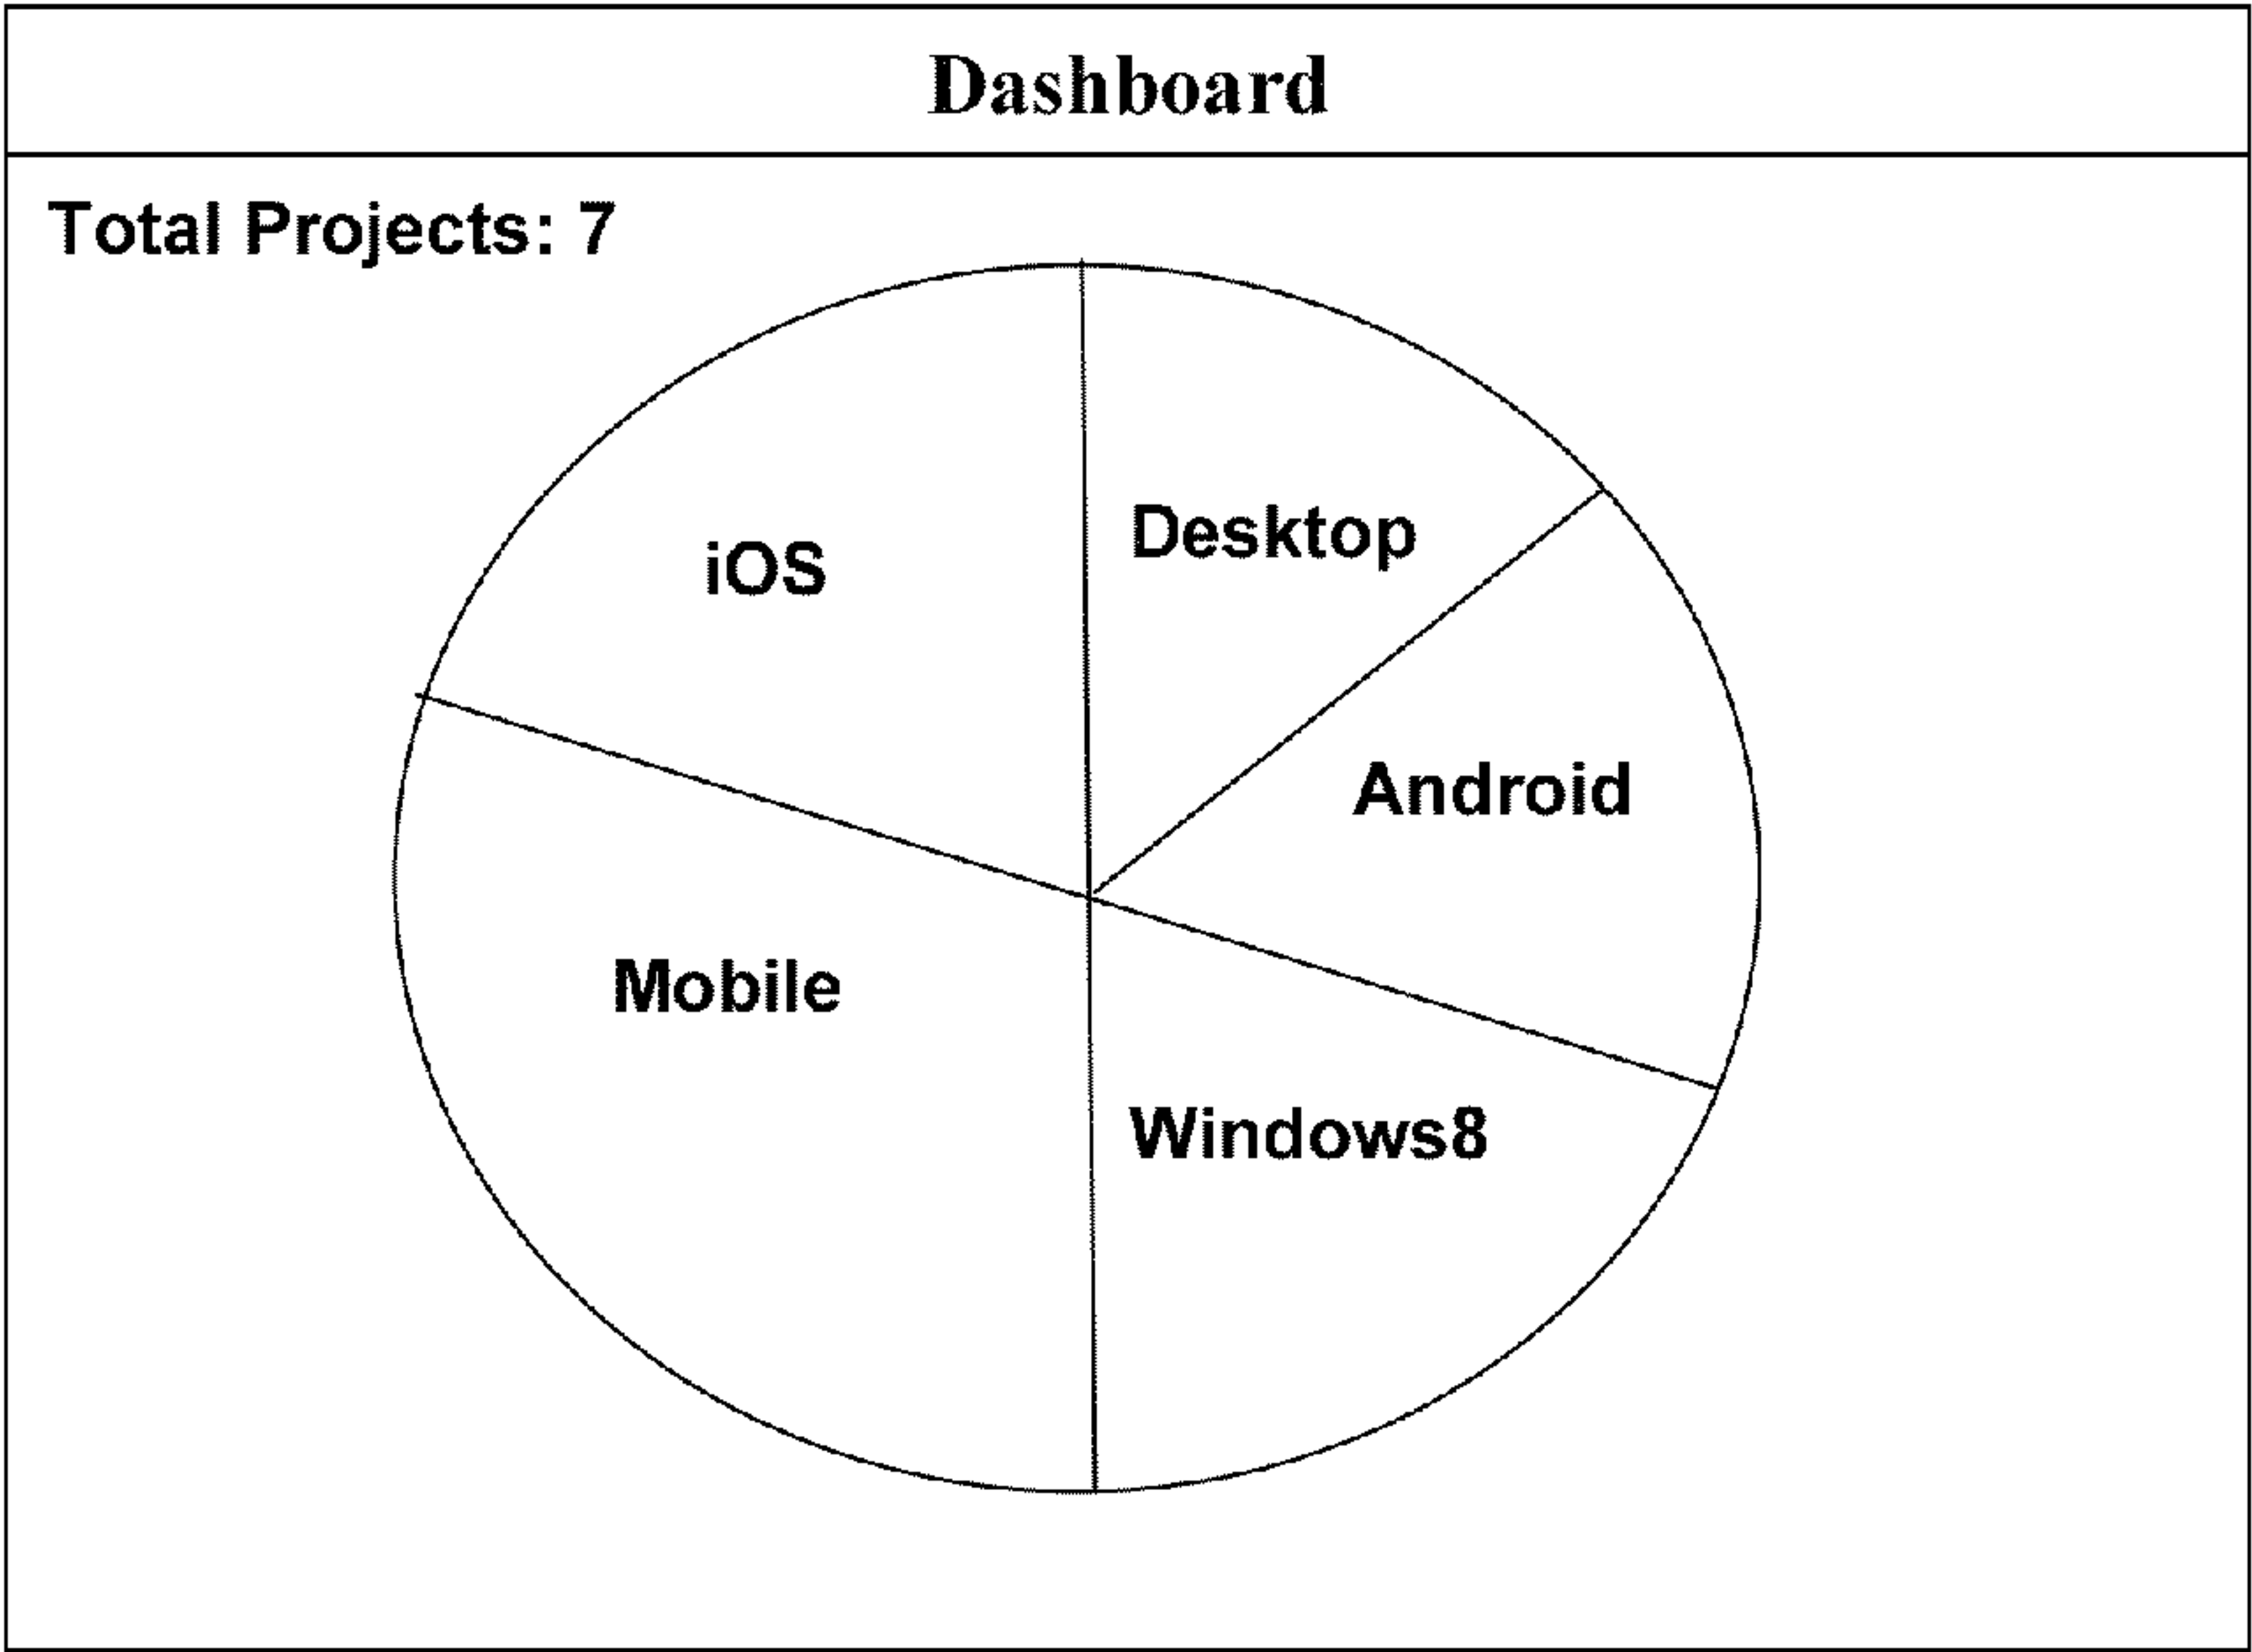 Dashboard
Total Projects: 7
iOS
Desktop
Android
Mobile
Windows8